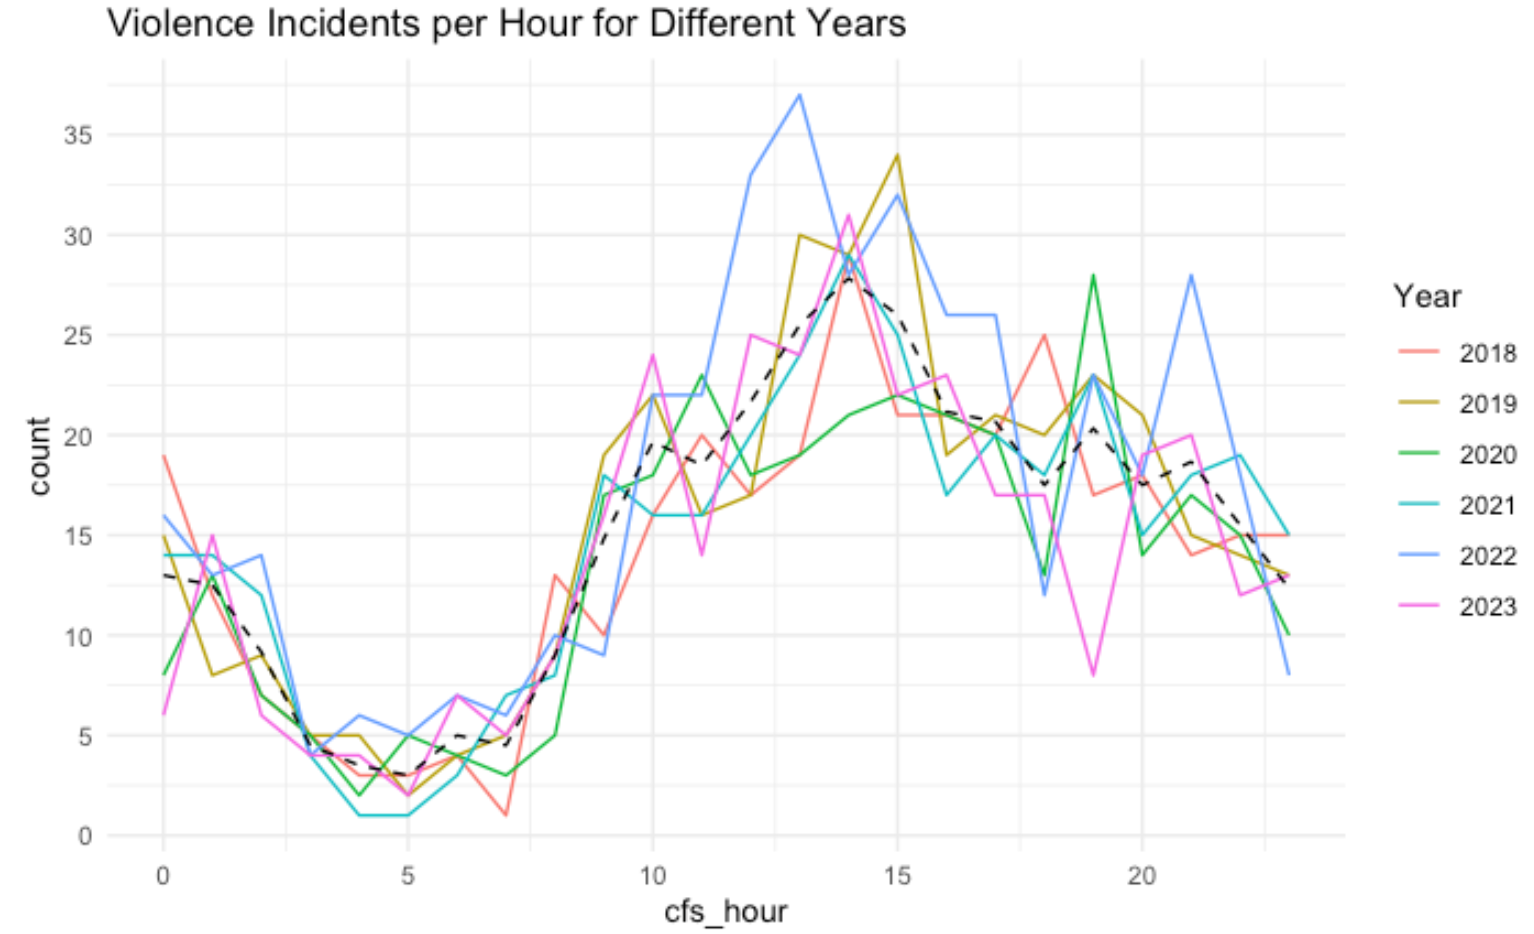 Violence Incidents per Hour for Different Years
35
30
25
20
15
10
5
0
count
0 5 10 15 20
cfs_hour
Year
2018
2019
2020
2021
2022
2023